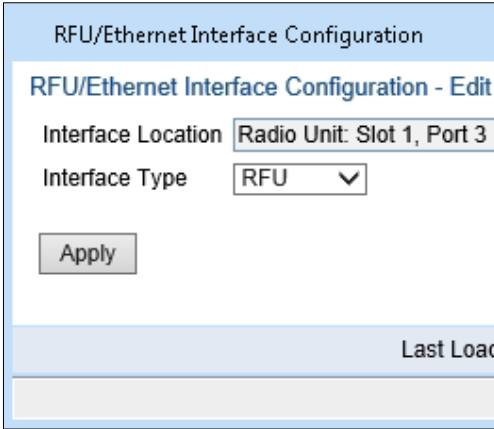 RFU/Ethernet Interface Configuration
RFU/Ethernet Interface Configuration - Edit
Interface Location Radio Unit: Slot 1, Port 3
Interface Type RFU
Apply
Last